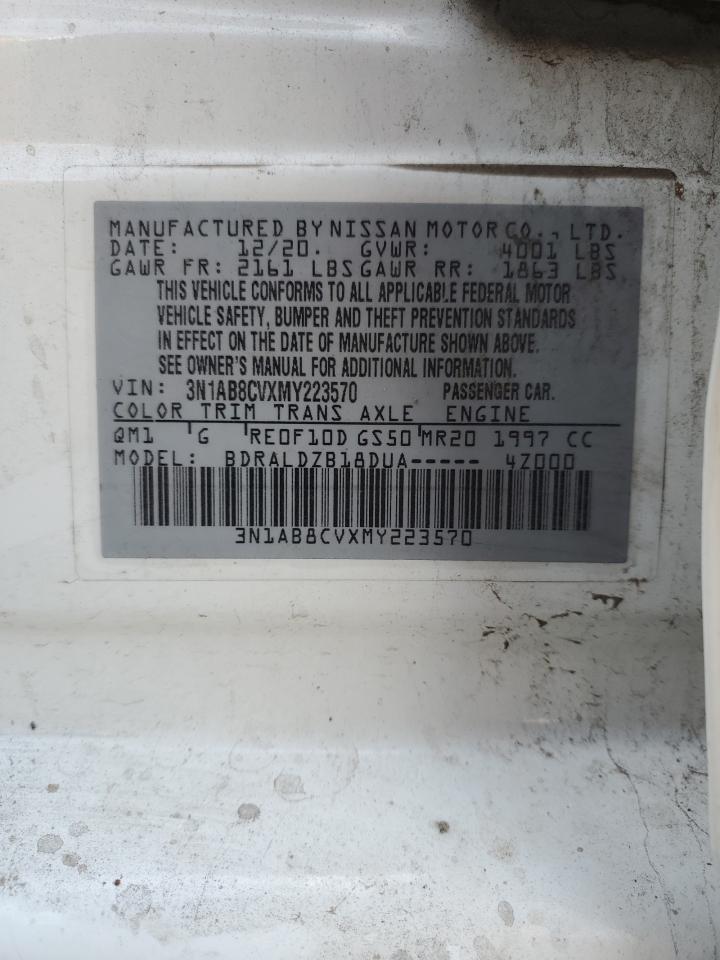 MANUFACTURED BY NISSAN MOTOR CO., LTD.
DATE: 12/20. GVWR: 4001 LBS
GAWR FR: 2161 LBS GAWR RR: 1863 LBS
THIS VEHICLE CONFORMS TO ALL APPLICABLE FEDERAL MOTOR
VEHICLE SAFETY, BUMPER AND THEFT PREVENTION STANDARDS
IN EFFECT ON THE DATE OF MANUFACTURE SHOWN ABOVE.
SEE OWNER'S MANUAL FOR ADDITIONAL INFORMATION.
VIN: 3N1AB8CVXMY223570 PASSENGER CAR.
COLOR TRIM TRANS AXLE ENGINE
QM1 G RE0F10D GS50 MR20 1997 CC
MODEL: BDRALDZB18DUA----- 4Z000
3N1AB8CVXMY223570